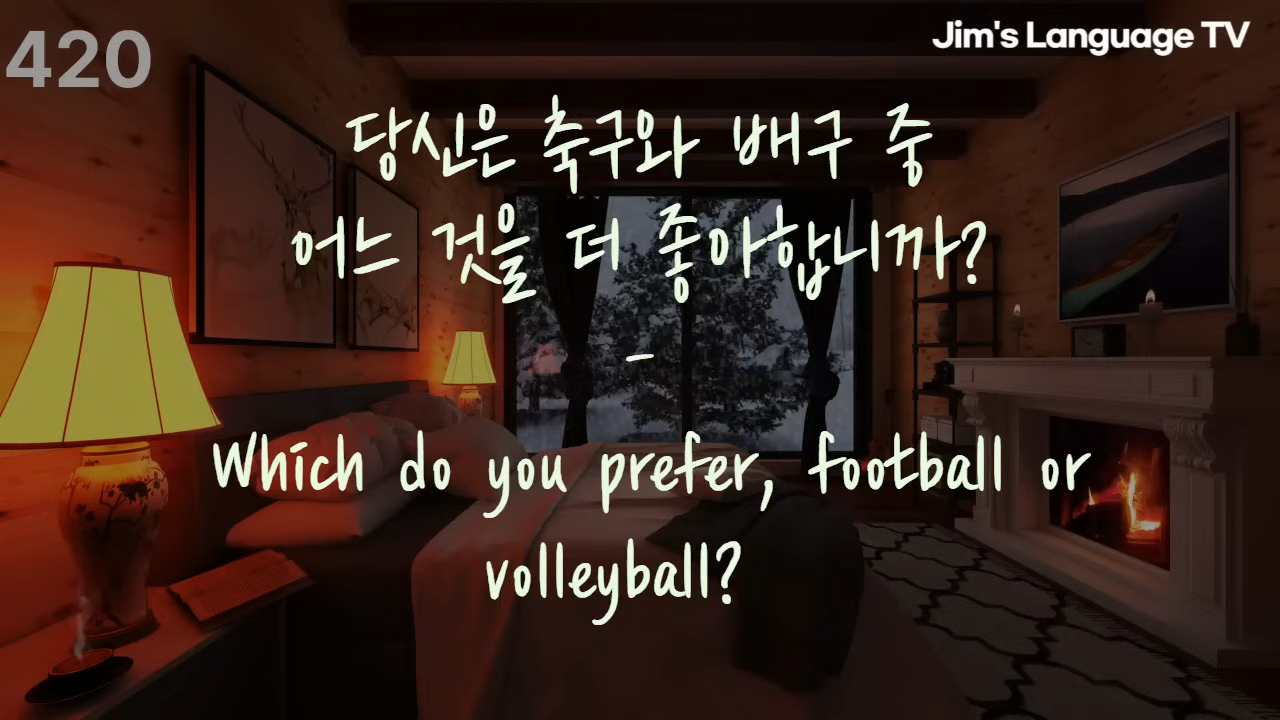 420
Jim's Language TV
당신은 축구와 배구 중
어느 것을 더 좋아합니까?
-
Which do you prefer, football or
volleyball?